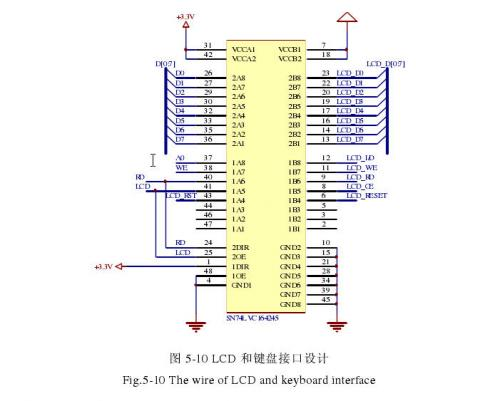 +3.3V
31 VCCA1 VCCB1 7
42 VCCA2 VCCB2 18
D[0:7] LCD_D[0:7]
D0 26 2A8 2B8 23 LCD_D0
D1 27 2A7 2B7 22 LCD_D1
D2 29 2A6 2B6 20 LCD_D2
D3 30 2A5 2B5 19 LCD_D3
D4 32 2A4 2B4 17 LCD_D4
D5 33 2A3 2B3 16 LCD_D5
D6 35 2A2 2B2 14 LCD_D6
D7 36 2A1 2B1 13 LCD_D7
A0 37 1A8 1B8 12
WE 38 1A7 1B7 11 LCD_WE
RD 40 1A6 1B6 9 LCD_RD
LCD 41 1A5 1B5 8 LCD_CE
LCD_RST 43 1A4 1B4 6 LCD_RESET
44 1A3 1B3 5
46 1A2 1B2 3
47 1A1 1B1 2
RD 24 2DIR GND2 10
LCD 25 2OE GND3 15
+3.3V 1 1DIR GND4 21
48 1OE GND5 28
4 GND1 GND6 34
GND7 39
GND8 45
SN74LVC164245
图 5-10 LCD 和键盘接口设计
Fig.5-10 The wire of LCD and keyboard interface